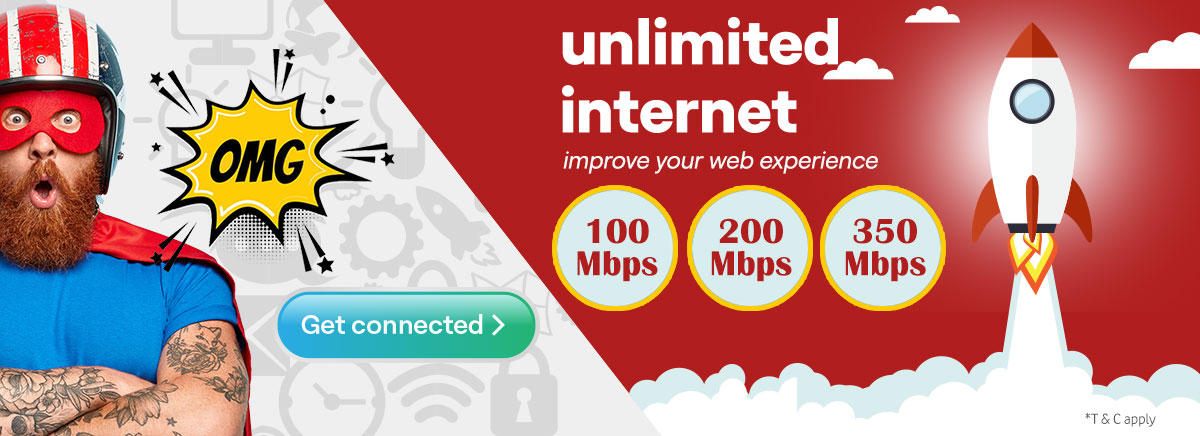 OMG
Get connected >
unlimited
internet
improve your web experience
100
Mbps
200
Mbps
350
Mbps
*T & C apply